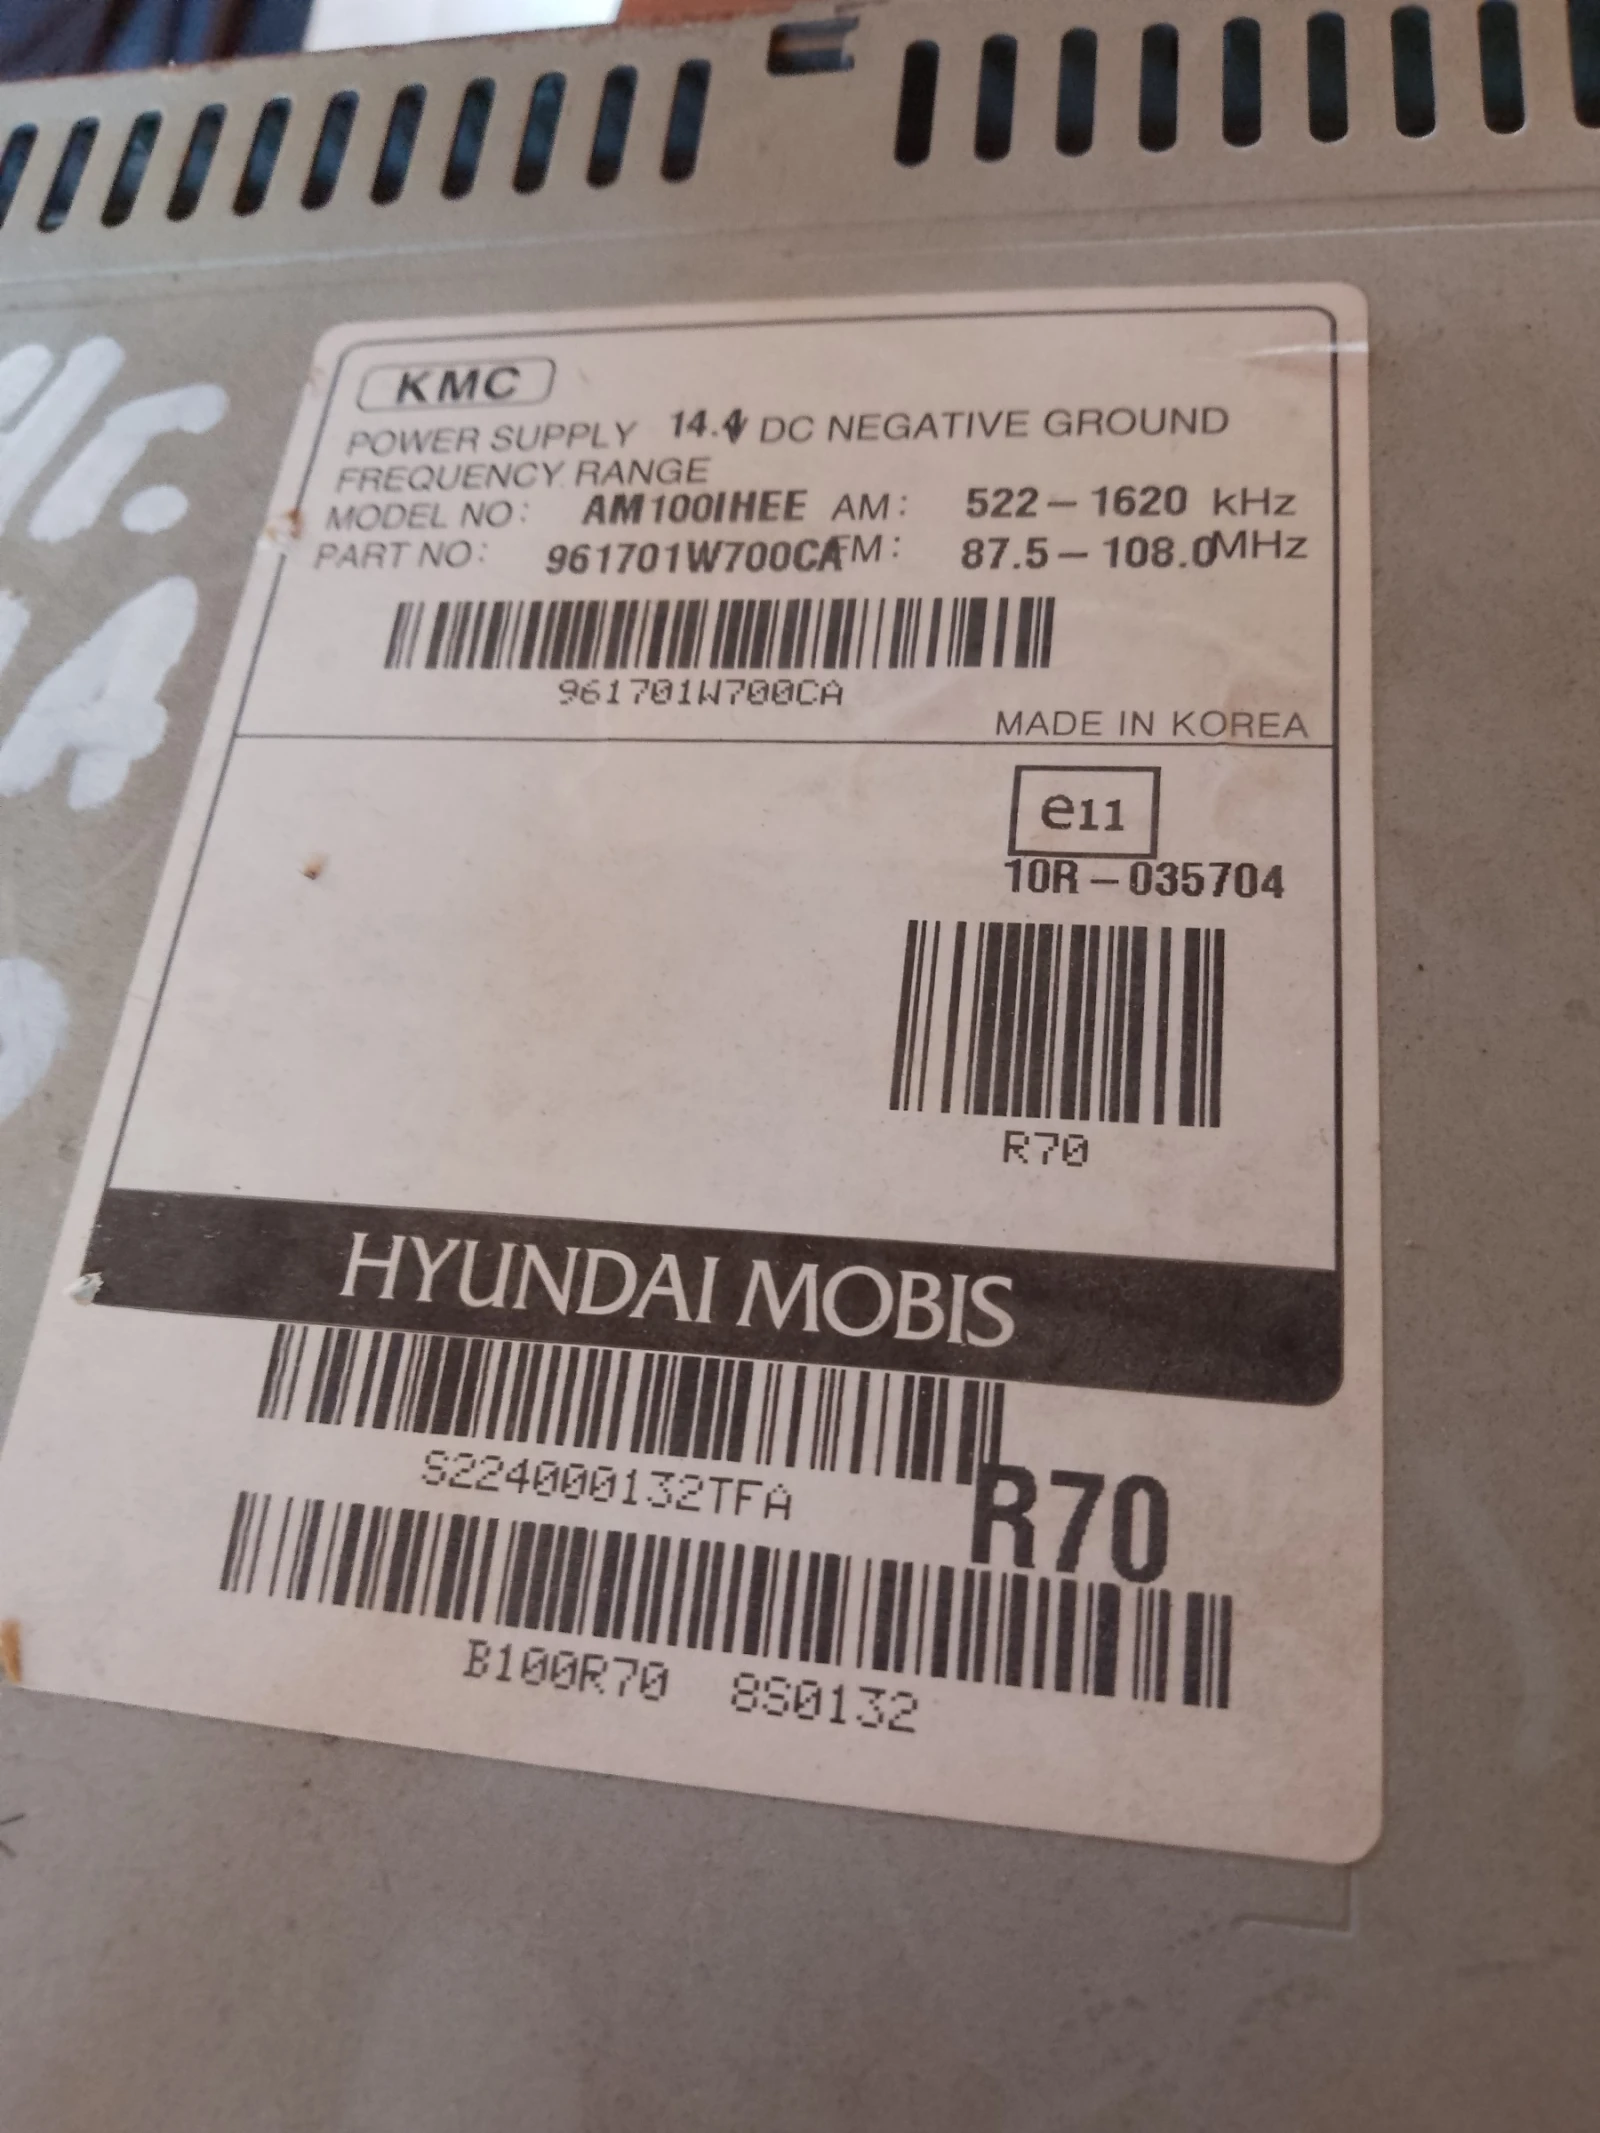 KMC
POWER SUPPLY 14.4V DC NEGATIVE GROUND
FREQUENCY RANGE
MODEL NO: AM100IHEE AM: 522-1620 kHz
PART NO: 961701W700CA FM: 87.5-108.0MHz
961701W700CA
MADE IN KOREA
e11
10R-035704
R70
HYUNDAI MOBIS
S224000132TFA
R70
B100R70 8S0132